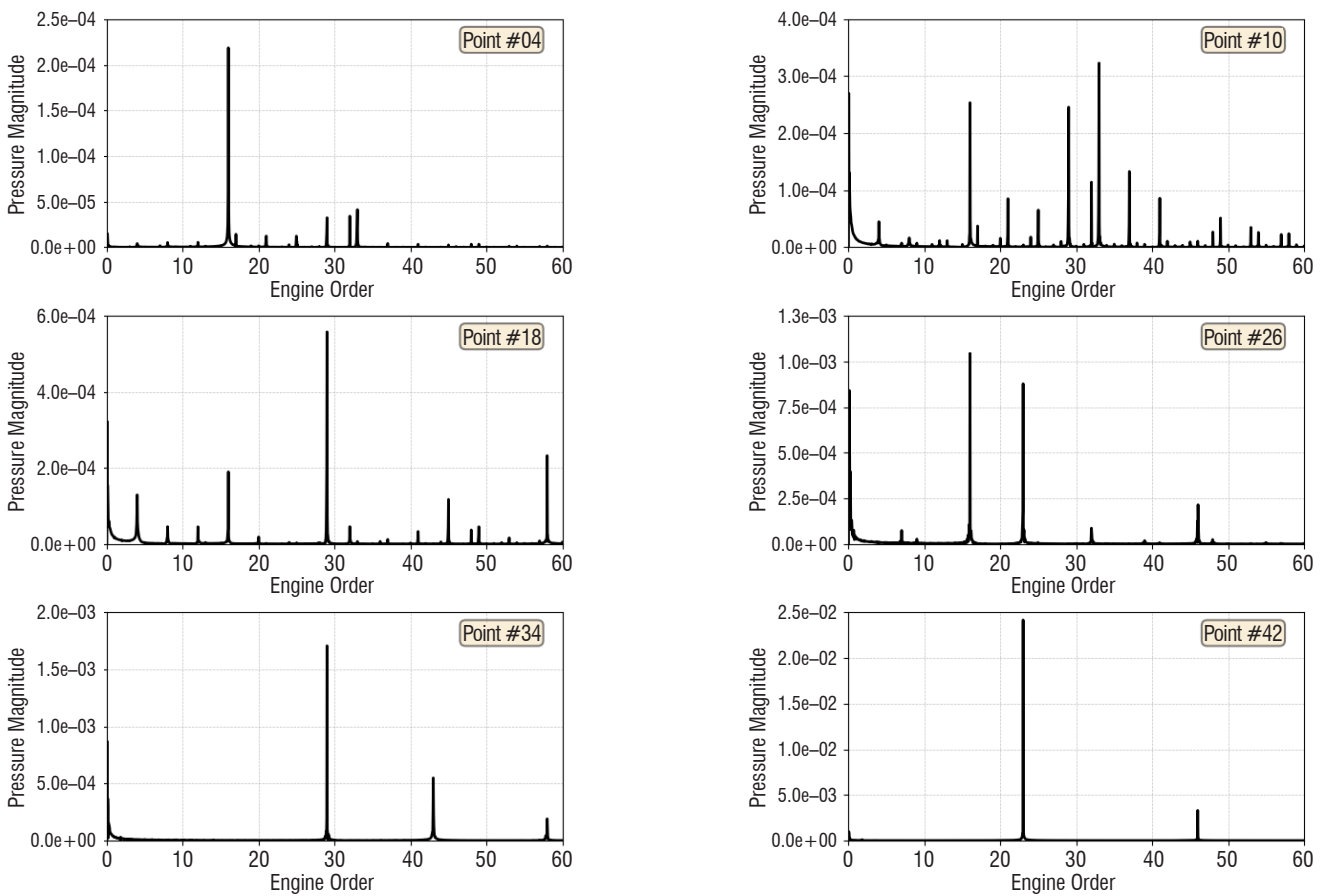 Point #04
Pressure Magnitude
2.5e–04
2.0e–04
1.5e–04
1.0e–04
5.0e–05
0.0e+00
0 10 20 30 40 50 60
Engine Order
Point #10
Pressure Magnitude
4.0e–04
3.0e–04
2.0e–04
1.0e–04
0.0e+00
0 10 20 30 40 50 60
Engine Order
Point #18
Pressure Magnitude
6.0e–04
4.0e–04
2.0e–04
0.0e+00
0 10 20 30 40 50 60
Engine Order
Point #26
Pressure Magnitude
1.3e–03
1.0e–03
7.5e–04
5.0e–04
2.5e–04
0.0e+00
0 10 20 30 40 50 60
Engine Order
Point #34
Pressure Magnitude
2.0e–03
1.5e–03
1.0e–03
5.0e–04
0.0e+00
0 10 20 30 40 50 60
Engine Order
Point #42
Pressure Magnitude
2.5e–02
2.0e–02
1.5e–02
1.0e–02
5.0e–03
0.0e+00
0 10 20 30 40 50 60
Engine Order